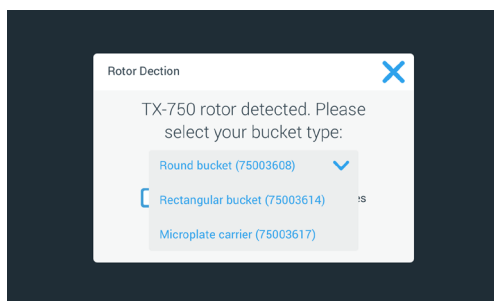 Rotor Dection
TX-750 rotor detected. Please
select your bucket type:
Round bucket (75003608)
Rectangular bucket (75003614)
Microplate carrier (75003617)